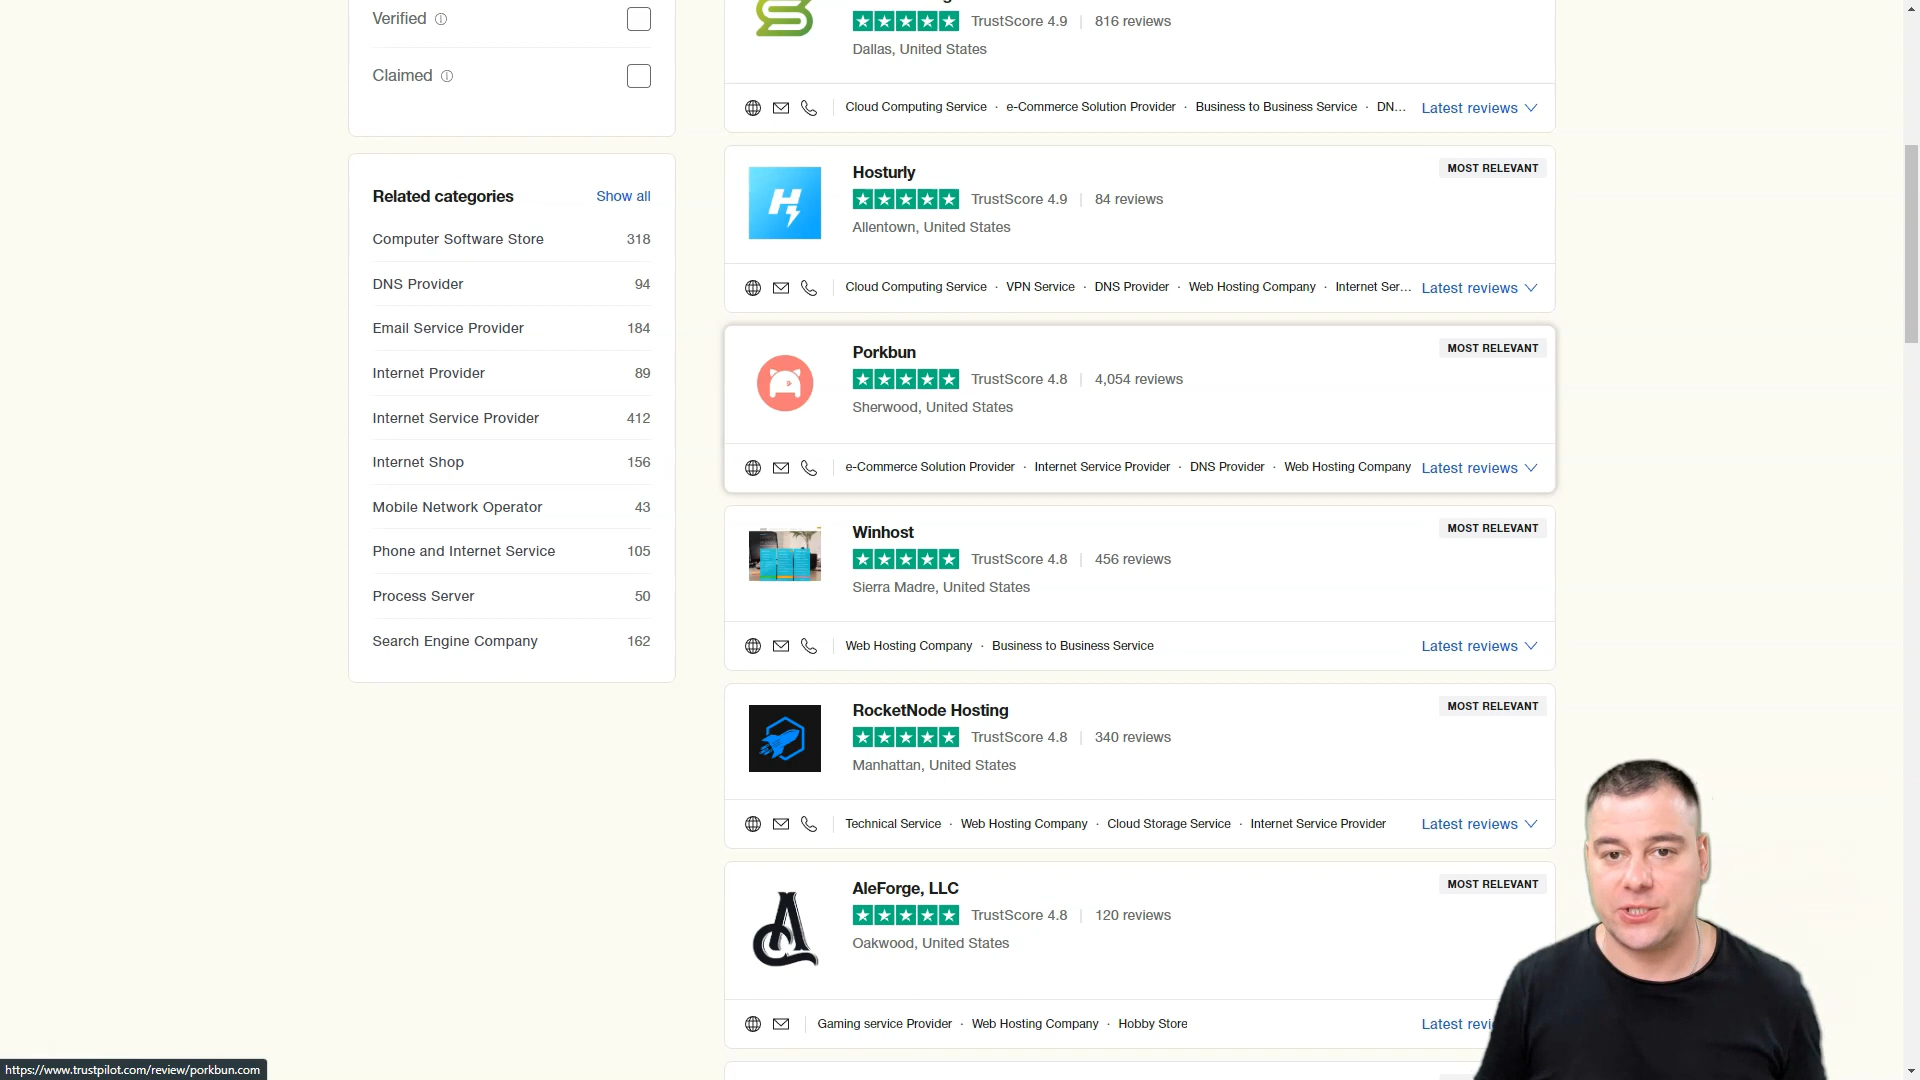 Verified
Claimed
Related categories
Show all
Computer Software Store 318
DNS Provider 94
Email Service Provider 184
Internet Provider 89
Internet Service Provider 412
Internet Shop 156
Mobile Network Operator 43
Phone and Internet Service 105
Process Server 50
Search Engine Company 162
TrustScore 4.9 | 816 reviews
Dallas, United States
Cloud Computing Service · e-Commerce Solution Provider · Business to Business Service · DN...
Latest reviews
Hosturly
MOST RELEVANT
TrustScore 4.9 | 84 reviews
Allentown, United States
Cloud Computing Service · VPN Service · DNS Provider · Web Hosting Company · Internet Ser...
Latest reviews
Porkbun
MOST RELEVANT
TrustScore 4.8 | 4,054 reviews
Sherwood, United States
e-Commerce Solution Provider · Internet Service Provider · DNS Provider · Web Hosting Company
Latest reviews
Winhost
MOST RELEVANT
TrustScore 4.8 | 456 reviews
Sierra Madre, United States
Web Hosting Company · Business to Business Service
Latest reviews
RocketNode Hosting
MOST RELEVANT
TrustScore 4.8 | 340 reviews
Manhattan, United States
Technical Service · Web Hosting Company · Cloud Storage Service · Internet Service Provider
Latest reviews
AleForge, LLC
MOST RELEVANT
TrustScore 4.8 | 120 reviews
Oakwood, United States
Gaming service Provider · Web Hosting Company · Hobby Store
Latest revi
https://www.trustpilot.com/review/porkbun.com